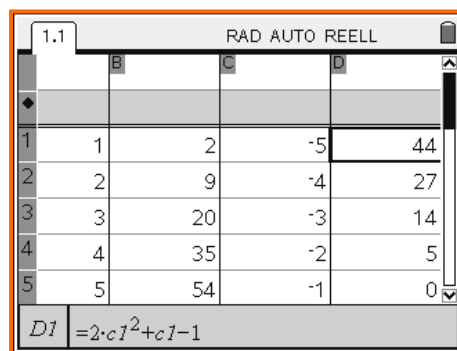 1.1 RAD AUTO REELL
B C D
◆
1 1 2 ⁻5 44
2 2 9 ⁻4 27
3 3 20 ⁻3 14
4 4 35 ⁻2 5
5 5 54 ⁻1 0
D1 =2·c1²+c1−1